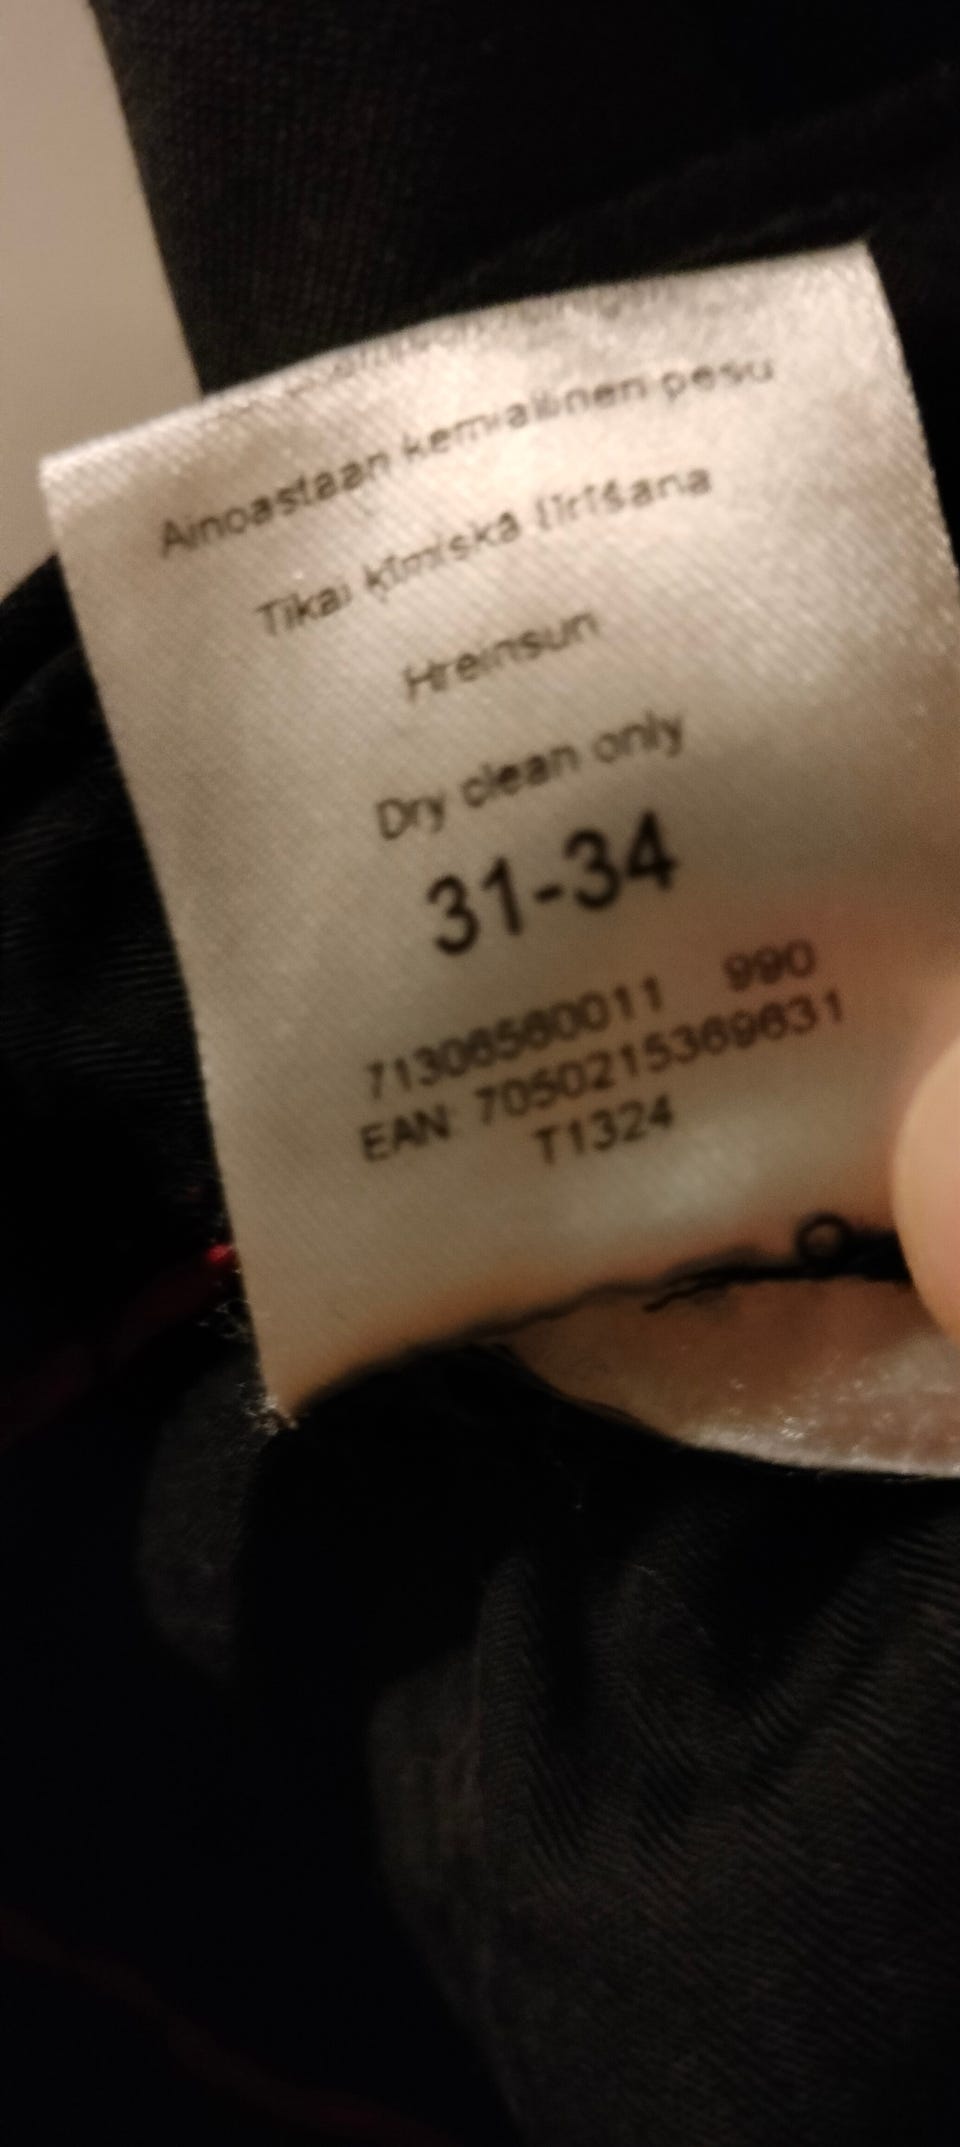 Ainoastaan kemiallinen pesu
Tikai ķīmiskā tīrīšana
Hreinsun
Dry clean only
31-34
71306560011 990
EAN: 7050215369631
T1324